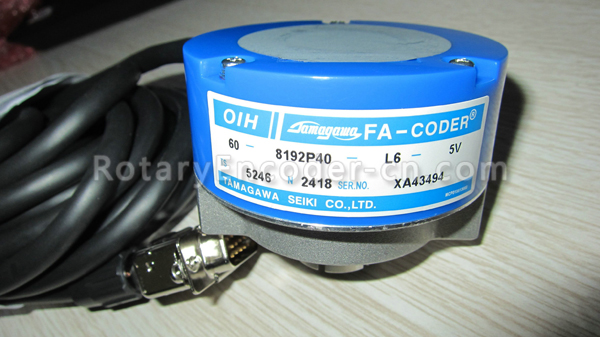 OIH Tamagawa FA-CODER®
60 - 8192P40 - L6 - 5V
5246 N 2418 SER.NO. XA43494
TAMAGAWA SEIKI CO.,LTD.
RotaryEncoder-cn.com